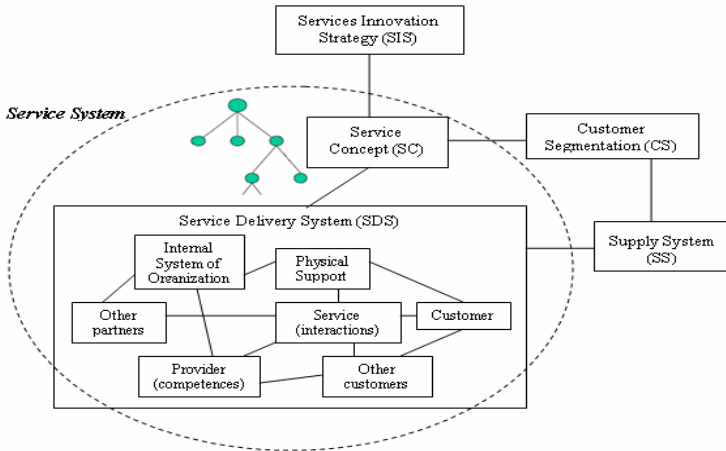 Services Innovation
Strategy (SIS)
Service System
Service
Concept (SC)
Customer
Segmentation (CS)
Service Delivery System (SDS)
Supply System
(SS)
Internal
System of
Organization
Physical
Support
Other
partners
Service
(interactions)
Customer
Provider
(competences)
Other
customers